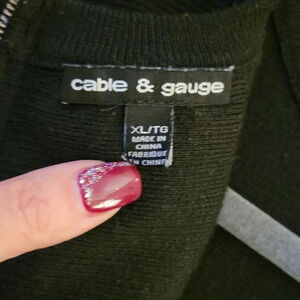 cable & gauge
XL/TG
MADE IN
CHINA
FABRIQUÉ
EN CHINE